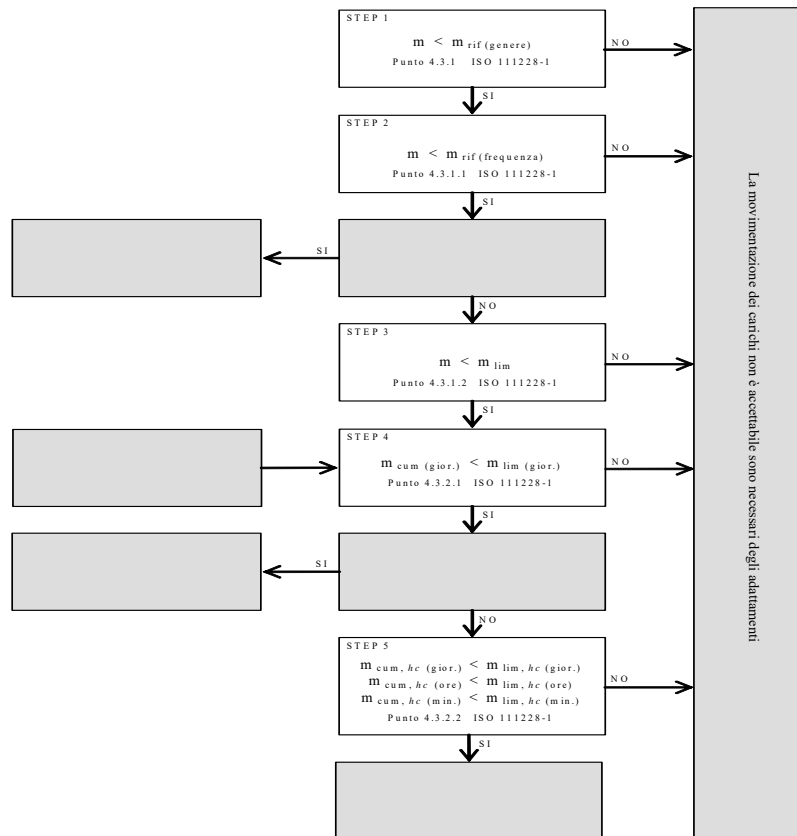 STEP 1
m < m rif (genere)
Punto 4.3.1 ISO 111228-1
NO
SI
STEP 2
m < m rif (frequenza)
Punto 4.3.1.1 ISO 111228-1
NO
SI
SI
NO
STEP 3
m < m lim
Punto 4.3.1.2 ISO 111228-1
NO
SI
STEP 4
m cum (gior.) < m lim (gior.)
Punto 4.3.2.1 ISO 111228-1
NO
SI
SI
NO
STEP 5
m cum, hc (gior.) < m lim, hc (gior.)
m cum, hc (ore) < m lim, hc (ore)
m cum, hc (min.) < m lim, hc (min.)
Punto 4.3.2.2 ISO 111228-1
NO
SI
La movimentazione dei carichi non è accettabile sono necessari degli adattamenti